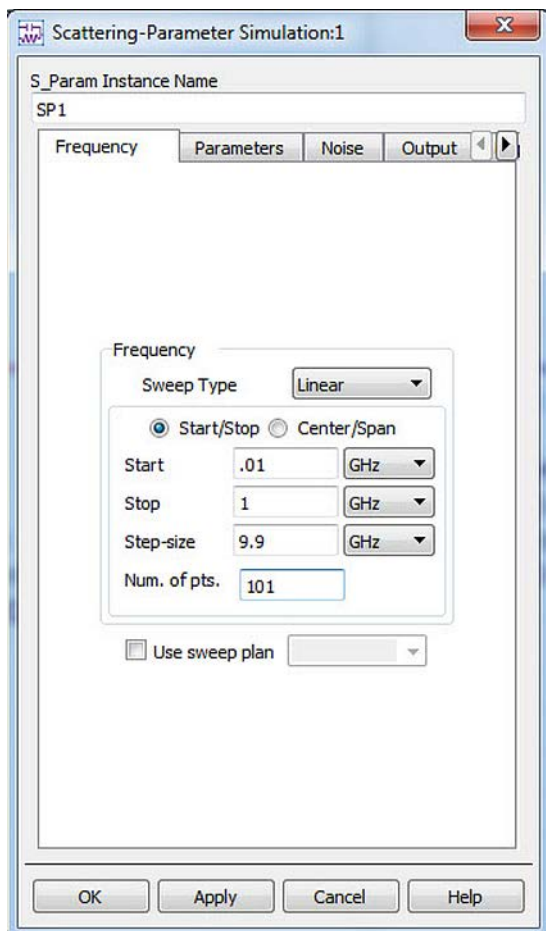 Scattering-Parameter Simulation:1
S_Param Instance Name
SP1
Frequency Parameters Noise Output
Frequency
Sweep Type Linear
Start/Stop Center/Span
Start .01 GHz
Stop 1 GHz
Step-size 9.9 GHz
Num. of pts. 101
Use sweep plan
OK Apply Cancel Help